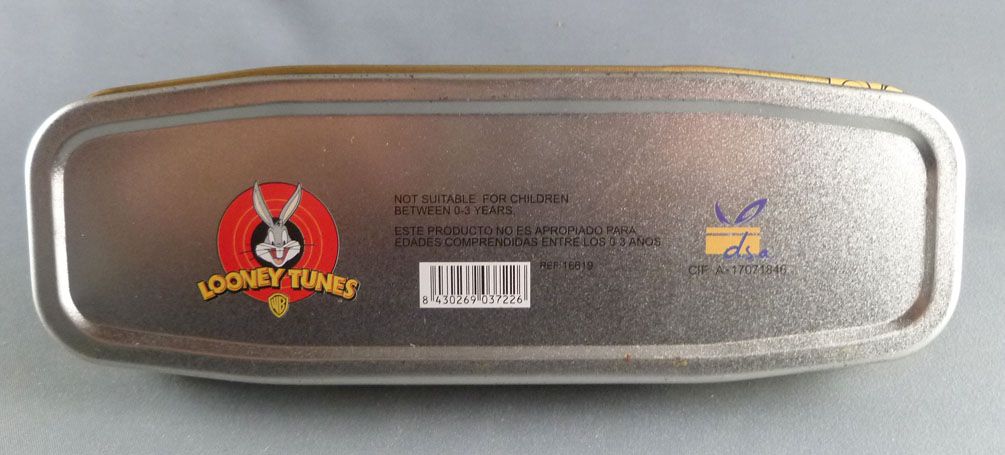 LOONEY TUNES
WB
NOT SUITABLE FOR CHILDREN
BETWEEN 0-3 YEARS.
ESTE PRODUCTO NO ES APROPIADO PARA
EDADES COMPRENDIDAS ENTRE LOS 0-3 AÑOS
REF-16619
8 430269 037226
d.s.a
CIF A-17071846